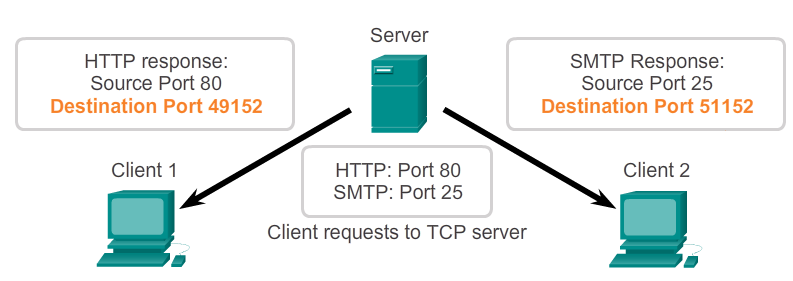 Server
HTTP response:
Source Port 80
Destination Port 49152
SMTP Response:
Source Port 25
Destination Port 51152
Client 1
HTTP: Port 80
SMTP: Port 25
Client 2
Client requests to TCP server